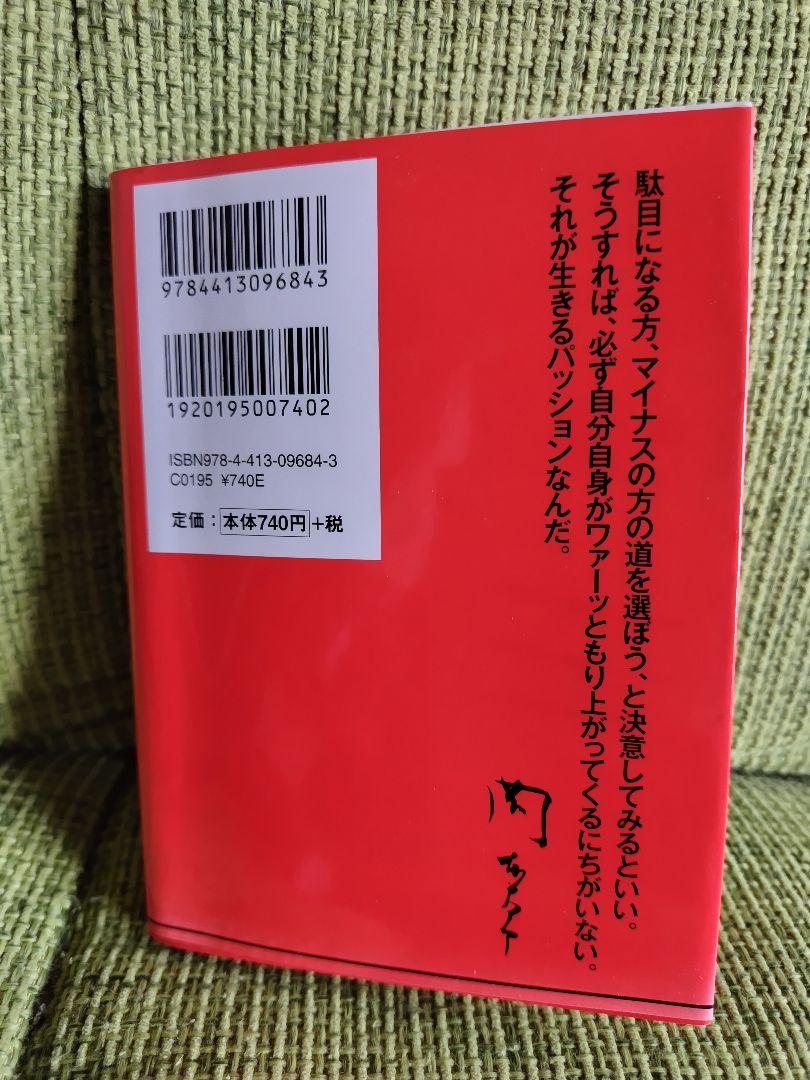 駄目になる方、マイナスの方の道を選ぼう、と決意してみるといい。
そうすれば、必ず自分自身がワァーッともり上がってくるにちがいない。
それが生きるパッションなんだ。
9784413096843
1920195007402
ISBN978-4-413-09684-3
C0195 ¥740E
定価：本体740円+税